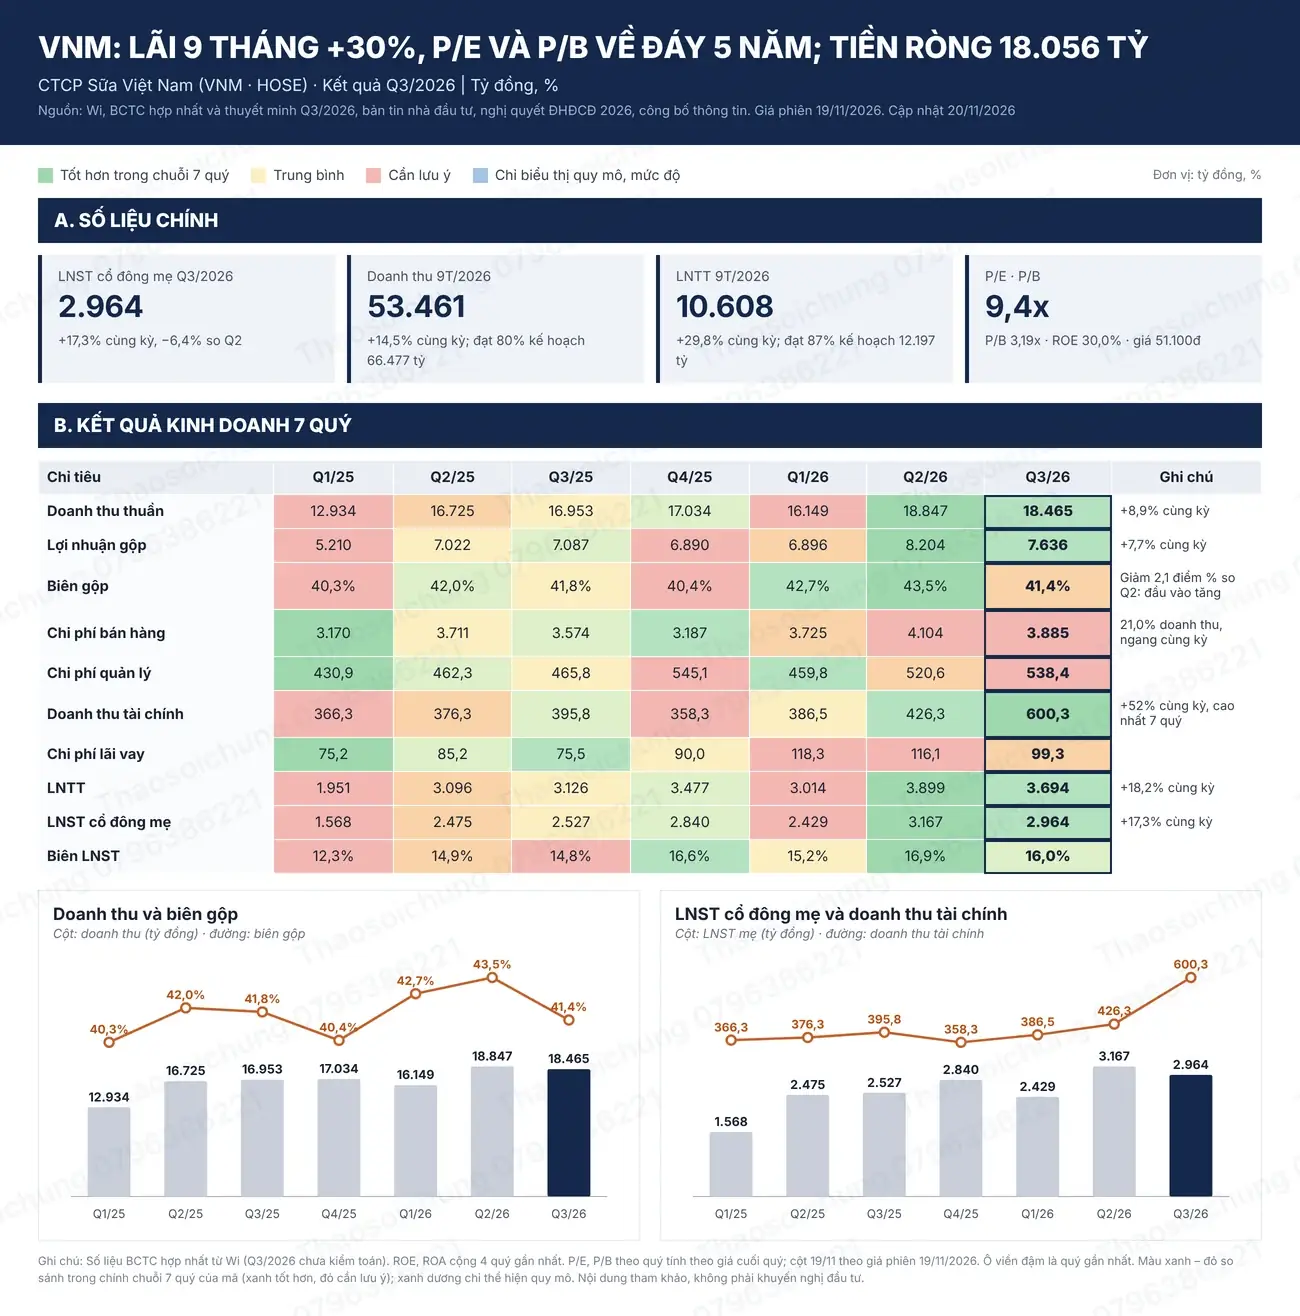 VNM: LÃI 9 THÁNG +30%, P/E VÀ P/B VỀ ĐÁY 5 NĂM; TIỀN RÒNG 18.056 TỶ
CTCP Sữa Việt Nam (VNM · HOSE) · Kết quả Q3/2026 | Tỷ đồng, %
Nguồn: Wi, BCTC hợp nhất và thuyết minh Q3/2026, bản tin nhà đầu tư, nghị quyết ĐHĐCĐ 2026, công bố thông tin. Giá phiên 19/11/2026. Cập nhật 20/11/2026
Tốt hơn trong chuỗi 7 quý Trung bình Cần lưu ý Chỉ biểu thị quy mô, mức độ Đơn vị: tỷ đồng, %
A. SỐ LIỆU CHÍNH
LNST cổ đông mẹ Q3/2026
2.964
+17,3% cùng kỳ, −6,4% so Q2
Doanh thu 9T/2026
53.461
+14,5% cùng kỳ; đạt 80% kế hoạch
66.477 tỷ
LNTT 9T/2026
10.608
+29,8% cùng kỳ; đạt 87% kế hoạch 12.197
tỷ
P/E · P/B
9,4x
P/B 3,19x · ROE 30,0% · giá 51.100đ
B. KẾT QUẢ KINH DOANH 7 QUÝ
Chỉ tiêu Q1/25 Q2/25 Q3/25 Q4/25 Q1/26 Q2/26 Q3/26 Ghi chú
Doanh thu thuần 12.934 16.725 16.953 17.034 16.149 18.847 18.465 +8,9% cùng kỳ
Lợi nhuận gộp 5.210 7.022 7.087 6.890 6.896 8.204 7.636 +7,7% cùng kỳ
Biên gộp 40,3% 42,0% 41,8% 40,4% 42,7% 43,5% 41,4% Giảm 2,1 điểm % so
Q2: đầu vào tăng
Chi phí bán hàng 3.170 3.711 3.574 3.187 3.725 4.104 3.885 21,0% doanh thu,
ngang cùng kỳ
Chi phí quản lý 430,9 462,3 465,8 545,1 459,8 520,6 538,4
Doanh thu tài chính 366,3 376,3 395,8 358,3 386,5 426,3 600,3 +52% cùng kỳ, cao
nhất 7 quý
Chi phí lãi vay 75,2 85,2 75,5 90,0 118,3 116,1 99,3
LNTT 1.951 3.096 3.126 3.477 3.014 3.899 3.694 +18,2% cùng kỳ
LNST cổ đông mẹ 1.568 2.475 2.527 2.840 2.429 3.167 2.964 +17,3% cùng kỳ
Biên LNST 12,3% 14,9% 14,8% 16,6% 15,2% 16,9% 16,0%
Doanh thu và biên gộp
Cột: doanh thu (tỷ đồng) · đường: biên gộp
40,3% 42,0% 41,8% 40,4% 42,7% 43,5% 41,4%
12.934 16.725 16.953 17.034 16.149 18.847 18.465
Q1/25 Q2/25 Q3/25 Q4/25 Q1/26 Q2/26 Q3/26
LNST cổ đông mẹ và doanh thu tài chính
Cột: LNST mẹ (tỷ đồng) · đường: doanh thu tài chính
366,3 376,3 395,8 358,3 386,5 426,3 600,3
1.568 2.475 2.527 2.840 2.429 3.167 2.964
Q1/25 Q2/25 Q3/25 Q4/25 Q1/26 Q2/26 Q3/26
Ghi chú: Số liệu BCTC hợp nhất từ Wi (Q3/2026 chưa kiểm toán). ROE, ROA cộng 4 quý gần nhất. P/E, P/B theo quý tính theo giá cuối quý; cột 19/11 theo giá phiên 19/11/2026. Ô viền đậm là quý gần nhất. Màu xanh – đỏ so
sánh trong chính chuỗi 7 quý của mã (xanh tốt hơn, đỏ cần lưu ý); xanh dương chỉ thể hiện quy mô. Nội dung tham khảo, không phải khuyến nghị đầu tư.
Thaosoichung 0796386221